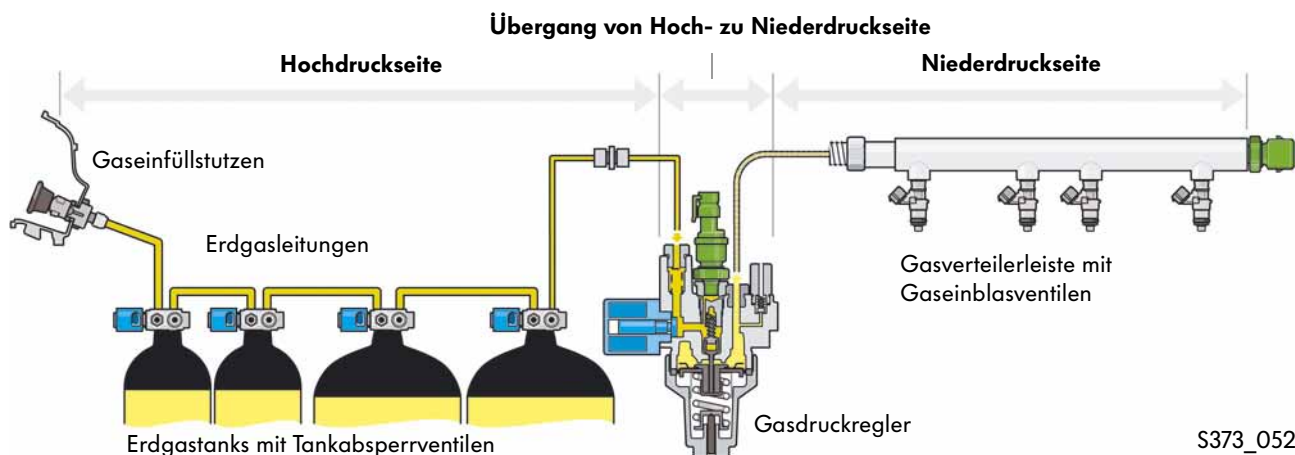 Übergang von Hoch- zu Niederdruckseite
Hochdruckseite
Niederdruckseite
Gaseinfüllstutzen
Erdgasleitungen
Gasverteilerleiste mit
Gaseinblasventilen
Gasdruckregler
Erdgastanks mit Tankabsperrventilen
S373_052